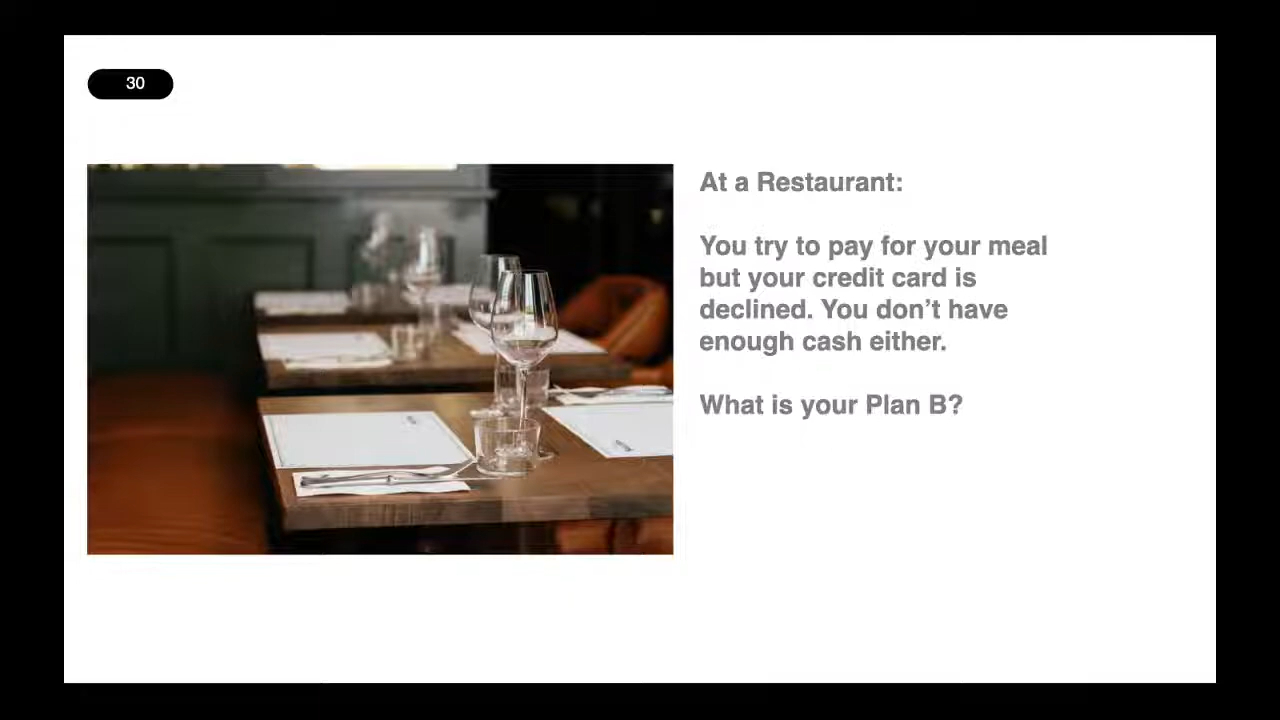 30
At a Restaurant:
You try to pay for your meal
but your credit card is
declined. You don’t have
enough cash either.
What is your Plan B?